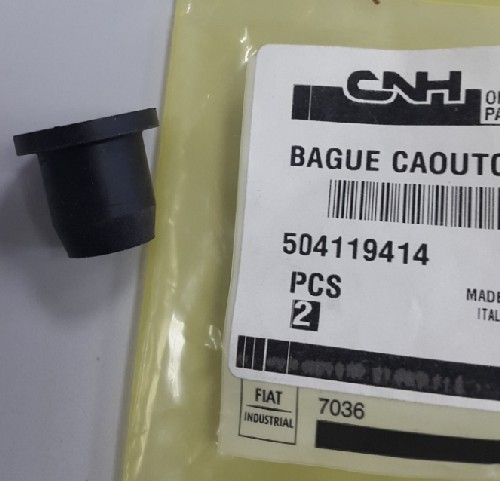 CNH
BAGUE CAOUTC
504119414
PCS
2
MADE
ITAL
FIAT
INDUSTRIAL
7036